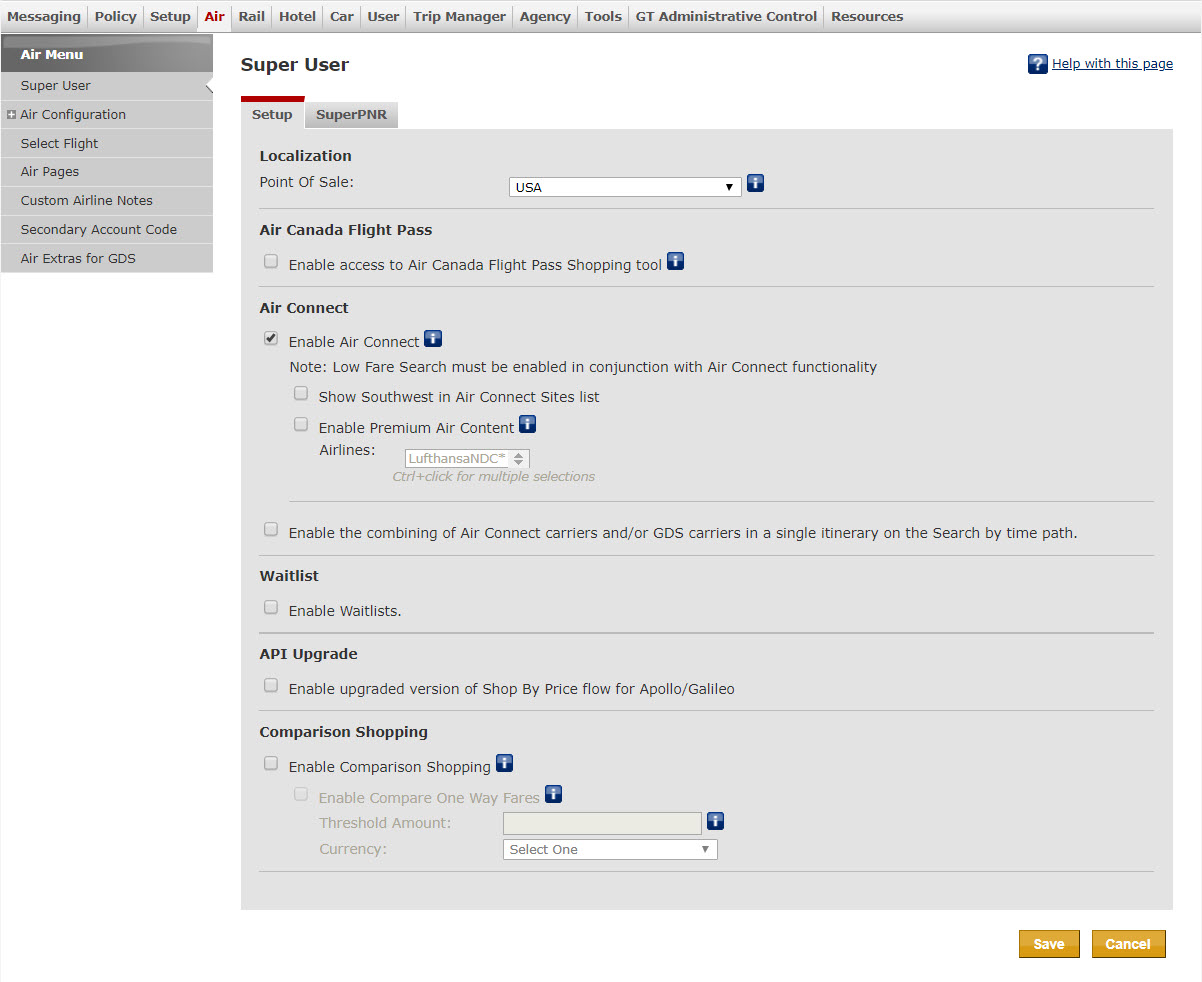 Messaging Policy Setup Air Rail Hotel Car User Trip Manager Agency Tools GT Administrative Control Resources
Air Menu
Super User
Air Configuration
Select Flight
Air Pages
Custom Airline Notes
Secondary Account Code
Air Extras for GDS
Super User
? Help with this page
Setup SuperPNR
Localization
Point Of Sale: USA i
Air Canada Flight Pass
Enable access to Air Canada Flight Pass Shopping tool i
Air Connect
Enable Air Connect i
Note: Low Fare Search must be enabled in conjunction with Air Connect functionality
Show Southwest in Air Connect Sites list
Enable Premium Air Content i
Airlines: LufthansaNDC*
Ctrl+click for multiple selections
Enable the combining of Air Connect carriers and/or GDS carriers in a single itinerary on the Search by time path.
Waitlist
Enable Waitlists.
API Upgrade
Enable upgraded version of Shop By Price flow for Apollo/Galileo
Comparison Shopping
Enable Comparison Shopping i
Enable Compare One Way Fares i
Threshold Amount: i
Currency: Select One
Save Cancel